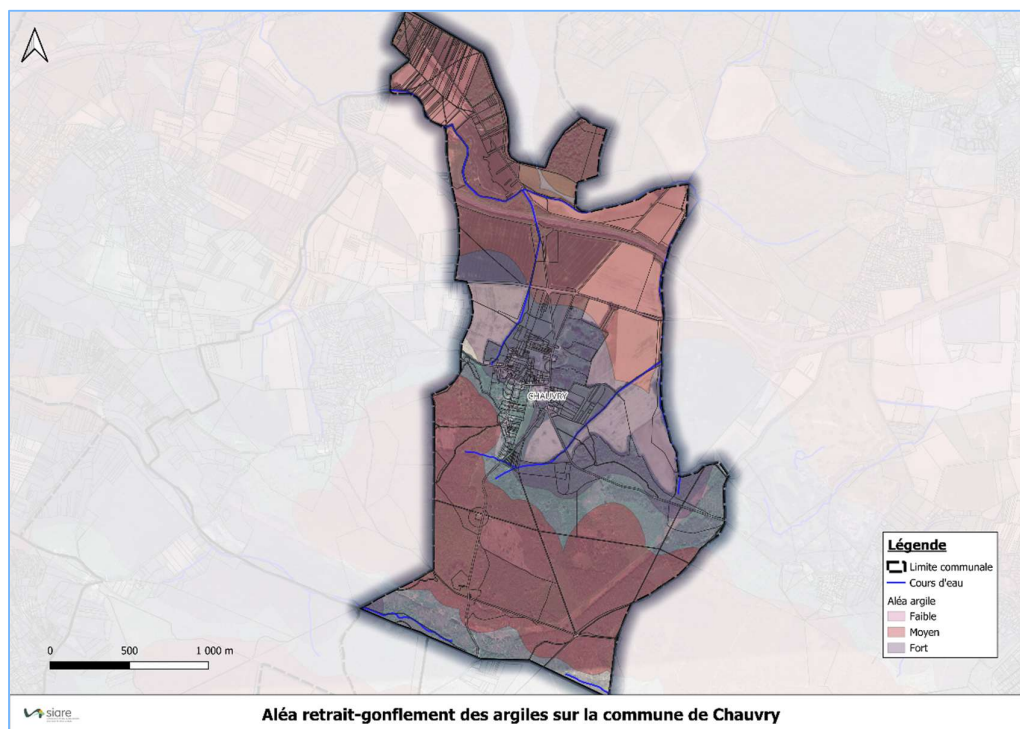 CHAUVRY
Légende
Limite communale
Cours d'eau
Aléa argile
Faible
Moyen
Fort
0 500 1 000 m
siare
Aléa retrait-gonflement des argiles sur la commune de Chauvry